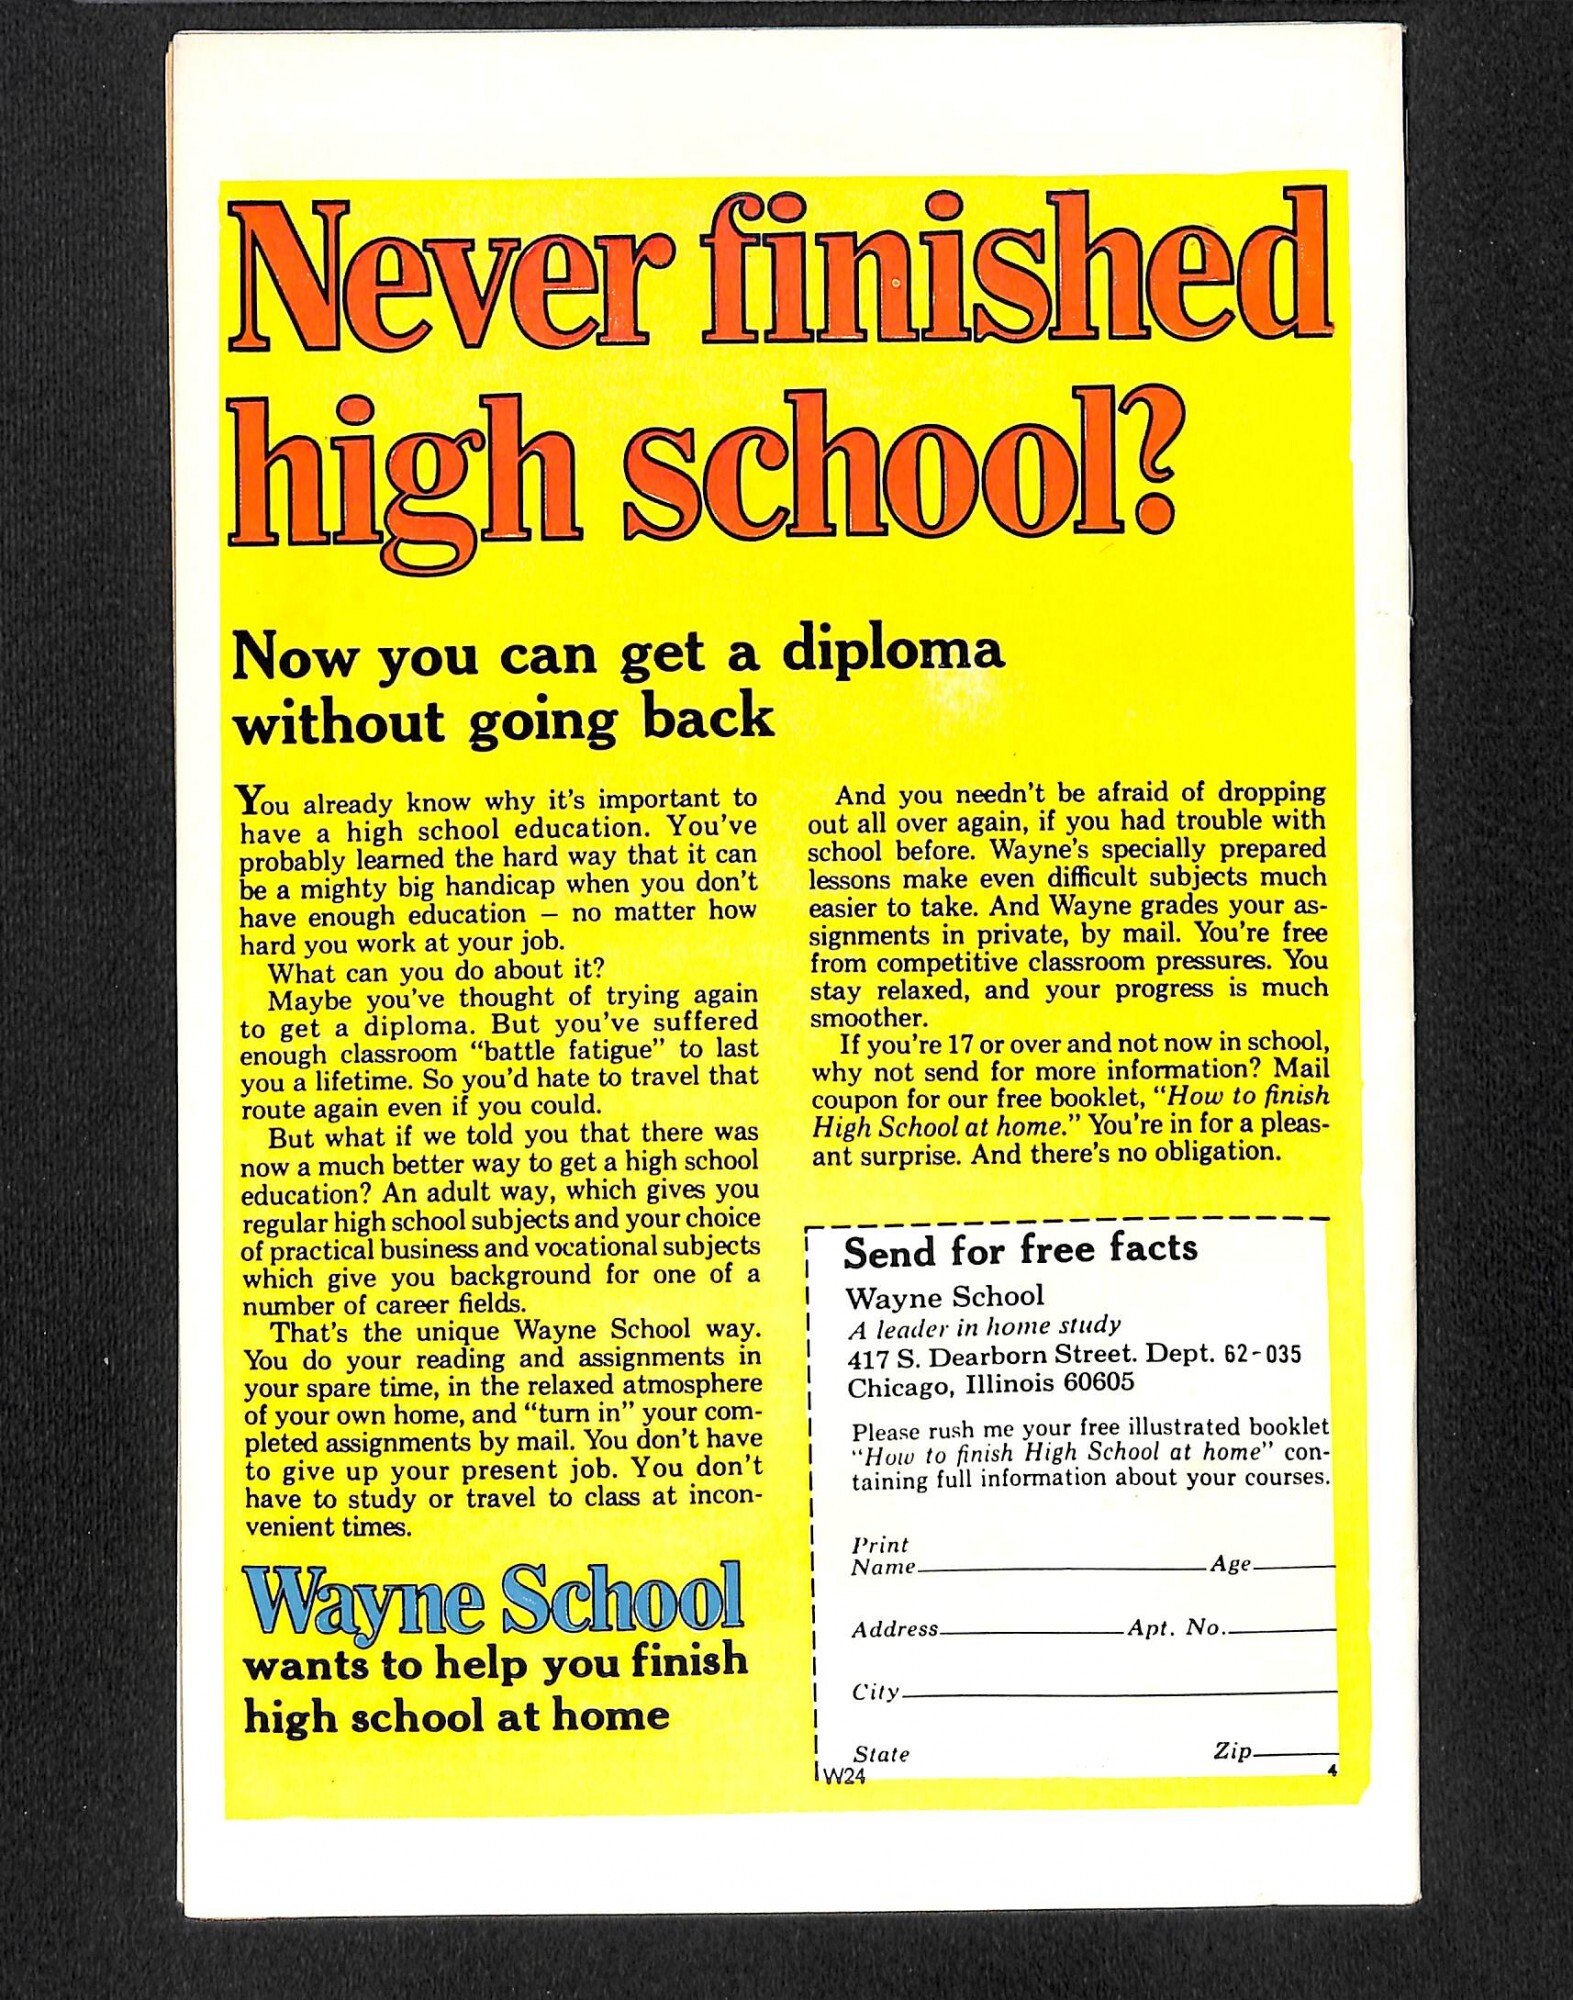 Never finished
high school?
Now you can get a diploma
without going back
You already know why it's important to
have a high school education. You've
probably learned the hard way that it can
be a mighty big handicap when you don't
have enough education — no matter how
hard you work at your job.
What can you do about it?
Maybe you've thought of trying again
to get a diploma. But you've suffered
enough classroom “battle fatigue” to last
you a lifetime. So you'd hate to travel that
route again even if you could.
But what if we told you that there was
now a much better way to get a high school
education? An adult way, which gives you
regular high school subjects and your choice
of practical business and vocational subjects
which give you background for one of a
number of career fields.
That's the unique Wayne School way.
You do your reading and assignments in
your spare time, in the relaxed atmosphere
of your own home, and “turn in” your com-
pleted assignments by mail. You don't have
to give up your present job. You don't
have to study or travel to class at incon-
venient times.
Wayne School
wants to help you finish
high school at home
And you needn't be afraid of dropping
out all over again, if you had trouble with
school before. Wayne's specially prepared
lessons make even difficult subjects much
easier to take. And Wayne grades your as-
signments in private, by mail. You're free
from competitive classroom pressures. You
stay relaxed, and your progress is much
smoother.
If you're 17 or over and not now in school,
why not send for more information? Mail
coupon for our free booklet, “How to finish
High School at home.” You're in for a pleas-
ant surprise. And there's no obligation.
Send for free facts
Wayne School
A leader in home study
417 S. Dearborn Street. Dept. 62-035
Chicago, Illinois 60605
Please rush me your free illustrated booklet
“How to finish High School at home” con-
taining full information about your courses.
Print
Name Age
Address Apt. No.
City
State Zip
W24 4